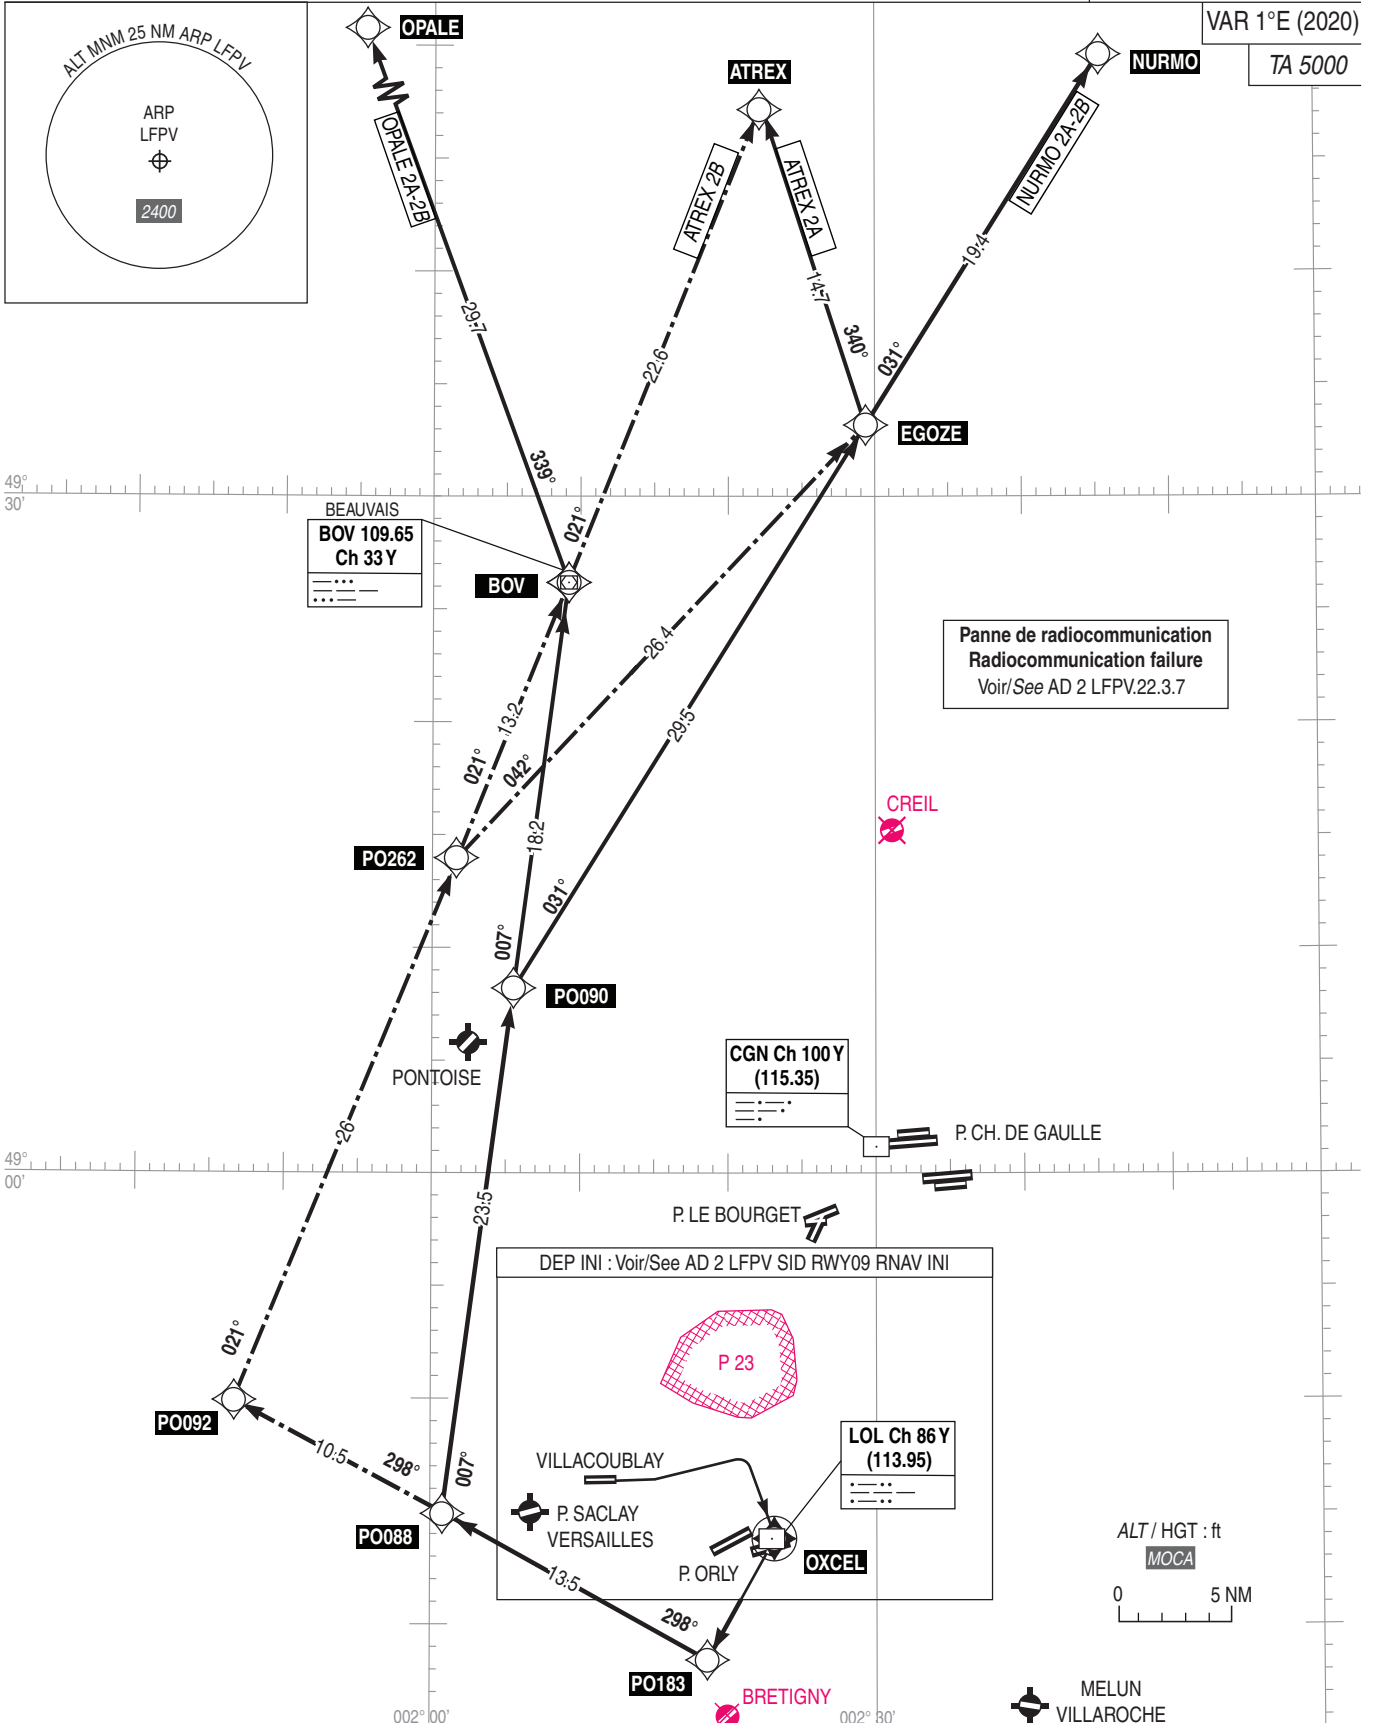 OPALE
VAR 1°E (2020)
TA 5000
NURMO
ATREX
ALT MNM 25 NM ARP LFPV
ARP
LFPV
2400
OPALE 2A-2B
ATREX 2B
ATREX 2A
NURMO 2A-2B
19.4
14.7
29.7
22.6
340°
031°
EGOZE
339°
49°
30'
BEAUVAIS
BOV 109.65
Ch 33 Y
021°
BOV
Panne de radiocommunication
Radiocommunication failure
Voir/See AD 2 LFPV.22.3.7
26.4
13.2
29.5
021°
042°
CREIL
18.2
PO262
031°
007°
PO090
PONTOISE
CGN Ch 100 Y
(115.35)
P. CH. DE GAULLE
26
49°
00'
23.5
P. LE BOURGET
DEP INI : Voir/See AD 2 LFPV SID RWY09 RNAV INI
021°
P 23
PO092
10.5
298°
007°
LOL Ch 86 Y
(113.95)
VILLACOUBLAY
P. SACLAY
VERSAILLES
PO088
P. ORLY
OXCEL
ALT / HGT : ft
MOCA
13.5
0 5 NM
298°
PO183
BRETIGNY
MELUN
VILLAROCHE
002° 00'
002° 30'